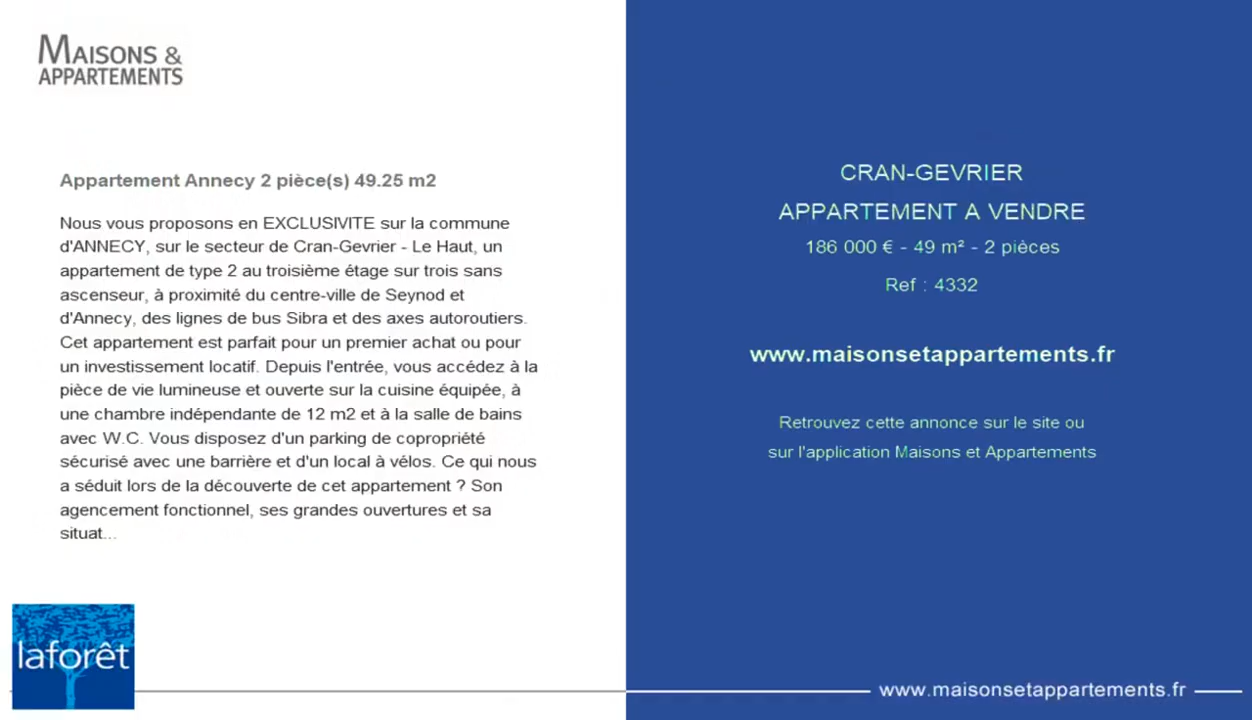 MAISONS &
APPARTEMENTS
Appartement Annecy 2 pièce(s) 49.25 m2
Nous vous proposons en EXCLUSIVITE sur la commune
d'ANNECY, sur le secteur de Cran-Gevrier - Le Haut, un
appartement de type 2 au troisième étage sur trois sans
ascenseur, à proximité du centre-ville de Seynod et
d'Annecy, des lignes de bus Sibra et des axes autoroutiers.
Cet appartement est parfait pour un premier achat ou pour
un investissement locatif. Depuis l'entrée, vous accédez à la
pièce de vie lumineuse et ouverte sur la cuisine équipée, à
une chambre indépendante de 12 m2 et à la salle de bains
avec W.C. Vous disposez d'un parking de copropriété
sécurisé avec une barrière et d'un local à vélos. Ce qui nous
a séduit lors de la découverte de cet appartement ? Son
agencement fonctionnel, ses grandes ouvertures et sa
situat...
laforêt
CRAN-GEVRIER
APPARTEMENT A VENDRE
186 000 € - 49 m² - 2 pièces
Ref : 4332
www.maisonsetappartements.fr
Retrouvez cette annonce sur le site ou
sur l'application Maisons et Appartements
www.maisonsetappartements.fr